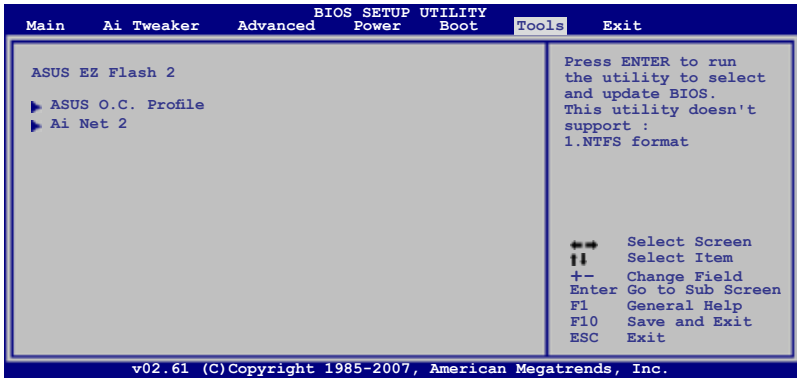 BIOS SETUP UTILITY
Main Ai Tweaker Advanced Power Boot Tools Exit
ASUS EZ Flash 2
ASUS O.C. Profile
Ai Net 2
Press ENTER to run
the utility to select
and update BIOS.
This utility doesn't
support :
1.NTFS format
Select Screen
Select Item
+- Change Field
Enter Go to Sub Screen
F1 General Help
F10 Save and Exit
ESC Exit
v02.61 (C)Copyright 1985-2007, American Megatrends, Inc.